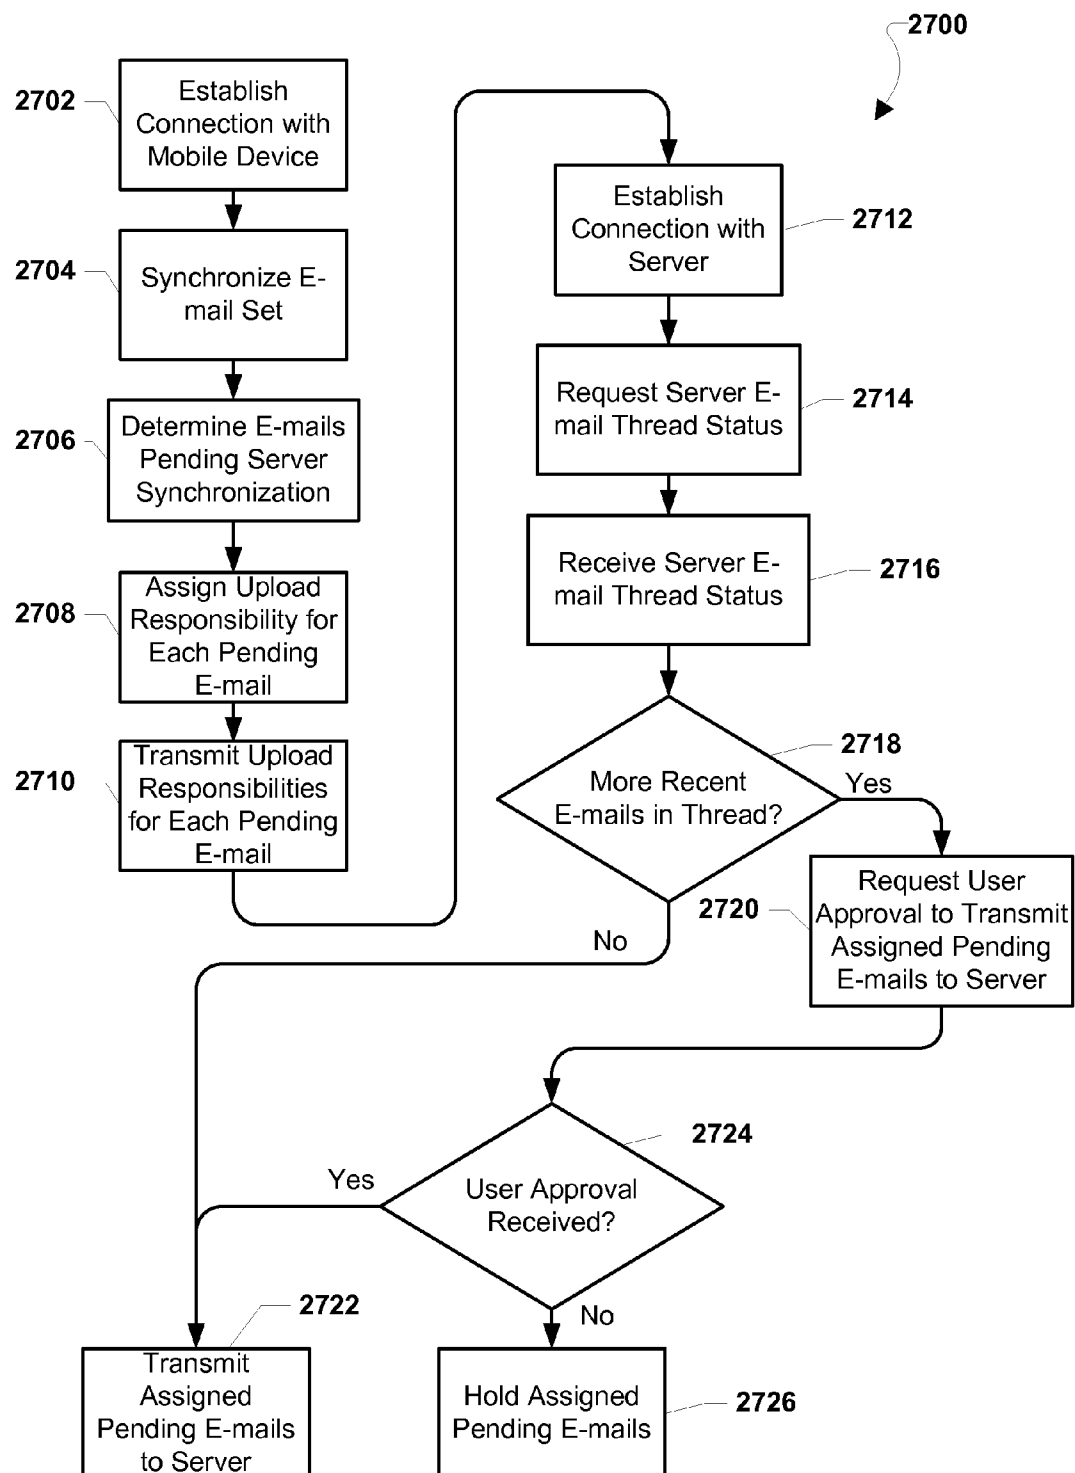 2700
2702
Establish
Connection with
Mobile Device
2704
Synchronize E-
mail Set
2706
Determine E-mails
Pending Server
Synchronization
2708
Assign Upload
Responsibility for
Each Pending
E-mail
2710
Transmit Upload
Responsibilities
for Each Pending
E-mail
Establish
Connection with
Server
2712
Request Server E-
mail Thread Status
2714
Receive Server E-
mail Thread Status
2716
More Recent
E-mails in Thread?
2718
Yes
No
2720
Request User
Approval to Transmit
Assigned Pending
E-mails to Server
User Approval
Received?
2724
Yes
No
2722
Transmit
Assigned
Pending E-mails
to Server
Hold Assigned
Pending E-mails
2726